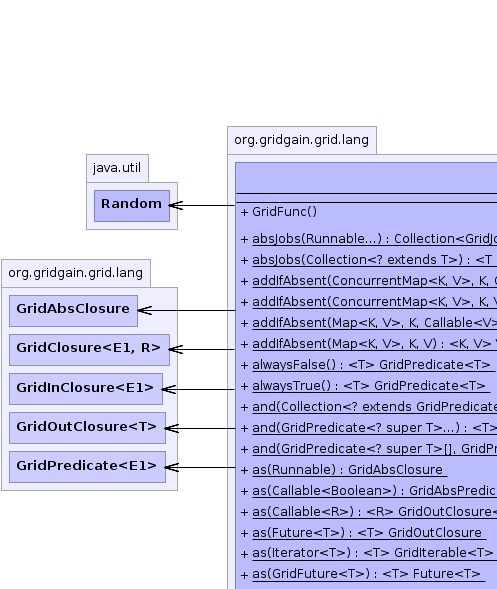 org.gridgain.grid.lang
java.util
Random
+ GridFunc()
org.gridgain.grid.lang
GridAbsClosure
GridClosure<E1, R>
GridInClosure<E1>
GridOutClosure<T>
GridPredicate<E1>
+ absJobs(Runnable...) : Collection<GridJo
+ absJobs(Collection<? extends T>) : <T
+ addIfAbsent(ConcurrentMap<K, V>, K, C
+ addIfAbsent(ConcurrentMap<K, V>, K, V
+ addIfAbsent(Map<K, V>, K, Callable<V>
+ addIfAbsent(Map<K, V>, K, V) : <K, V> V
+ alwaysFalse() : <T> GridPredicate<T>
+ alwaysTrue() : <T> GridPredicate<T>
+ and(Collection<? extends GridPredicate
+ and(GridPredicate<? super T>...) : <T>
+ and(GridPredicate<? super T>[], GridPr
+ as(Runnable) : GridAbsClosure
+ as(Callable<Boolean>) : GridAbsPredic
+ as(Callable<R>) : <R> GridOutClosure<
+ as(Future<T>) : <T> GridOutClosure
+ as(Iterator<T>) : <T> GridIterable<T>
+ as(GridFuture<T>) : <T> Future<T>